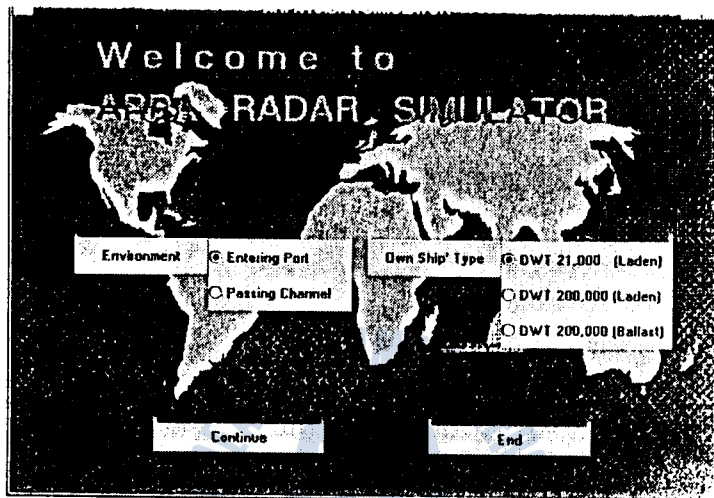 Welcome to
ARPA-RADAR SIMULATOR
Environment
Entering Port
Passing Channel
Own Ship' Type
DWT 21,000 (Laden)
DWT 200,000 (Laden)
DWT 200,000 (Ballast)
Continue
End